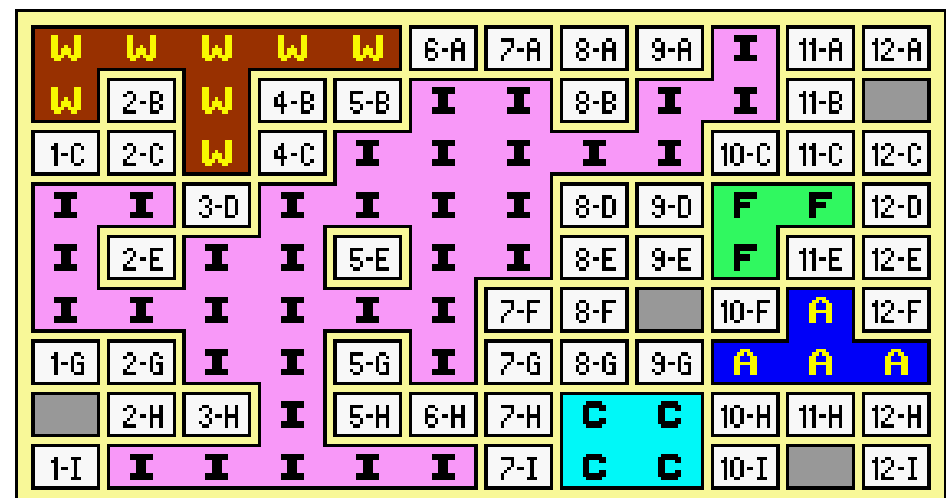 W W W W W 6-A 7-A 8-A 9-A I 11-A 12-A
W 2-B W 4-B 5-B I I 8-B I I 11-B
1-C 2-C W 4-C I I I I I 10-C 11-C 12-C
I I 3-D I I I I 8-D 9-D F F 12-D
I 2-E I I 5-E I I 8-E 9-E F 11-E 12-E
I I I I I I 7-F 8-F 10-F A 12-F
1-G 2-G I I 5-G I 7-G 8-G 9-G A A A
2-H 3-H I 5-H 6-H 7-H C C 10-H 11-H 12-H
1-I I I I I I 7-I C C 10-I 12-I